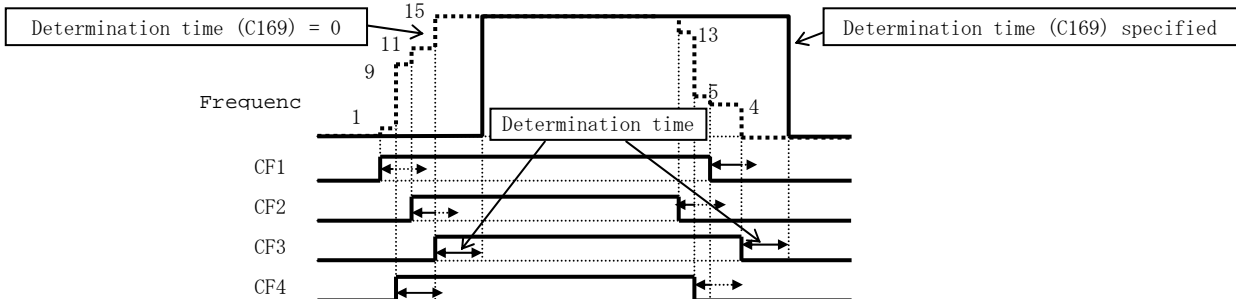 15
Determination time (C169) = 0
11
13
Determination time (C169) specified
9
Frequenc
5
4
1
Determination time
CF1
CF2
CF3
CF4